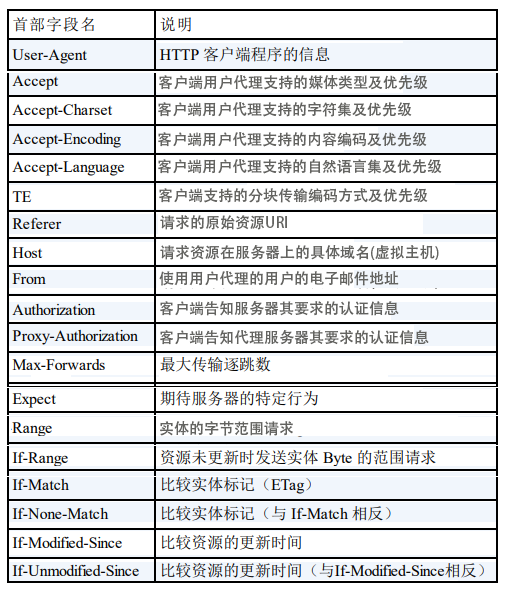 首部字段名 说明
User-Agent HTTP 客户端程序的信息
Accept 客户端用户代理支持的媒体类型及优先级
Accept-Charset 客户端用户代理支持的字符集及优先级
Accept-Encoding 客户端用户代理支持的内容编码及优先级
Accept-Language 客户端用户代理支持的自然语言集及优先级
TE 客户端支持的分块传输编码方式及优先级
Referer 请求的原始资源URI
Host 请求资源在服务器上的具体域名(虚拟主机)
From 使用用户代理的用户的电子邮件地址
Authorization 客户端告知服务器其要求的认证信息
Proxy-Authorization 客户端告知代理服务器其要求的认证信息
Max-Forwards 最大传输逐跳数
Expect 期待服务器的特定行为
Range 实体的字节范围请求
If-Range 资源未更新时发送实体 Byte 的范围请求
If-Match 比较实体标记（ETag）
If-None-Match 比较实体标记（与 If-Match 相反）
If-Modified-Since 比较资源的更新时间
If-Unmodified-Since 比较资源的更新时间（与If-Modified-Since相反）